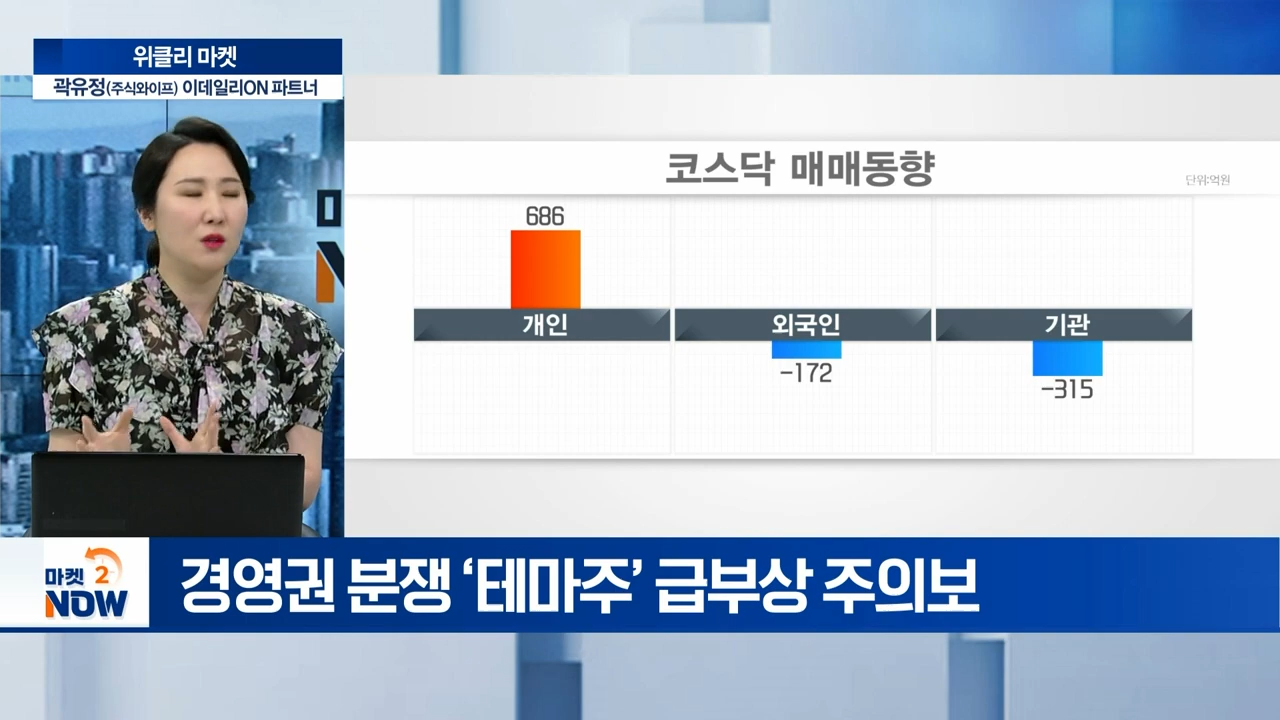 위클리 마켓
곽유정(주식와이프) 이데일리ON 파트너
코스닥 매매동향
단위:억원
686
개인
외국인
기관
-172
-315
마켓 2
NOW
경영권 분쟁 ‘테마주’ 급부상 주의보